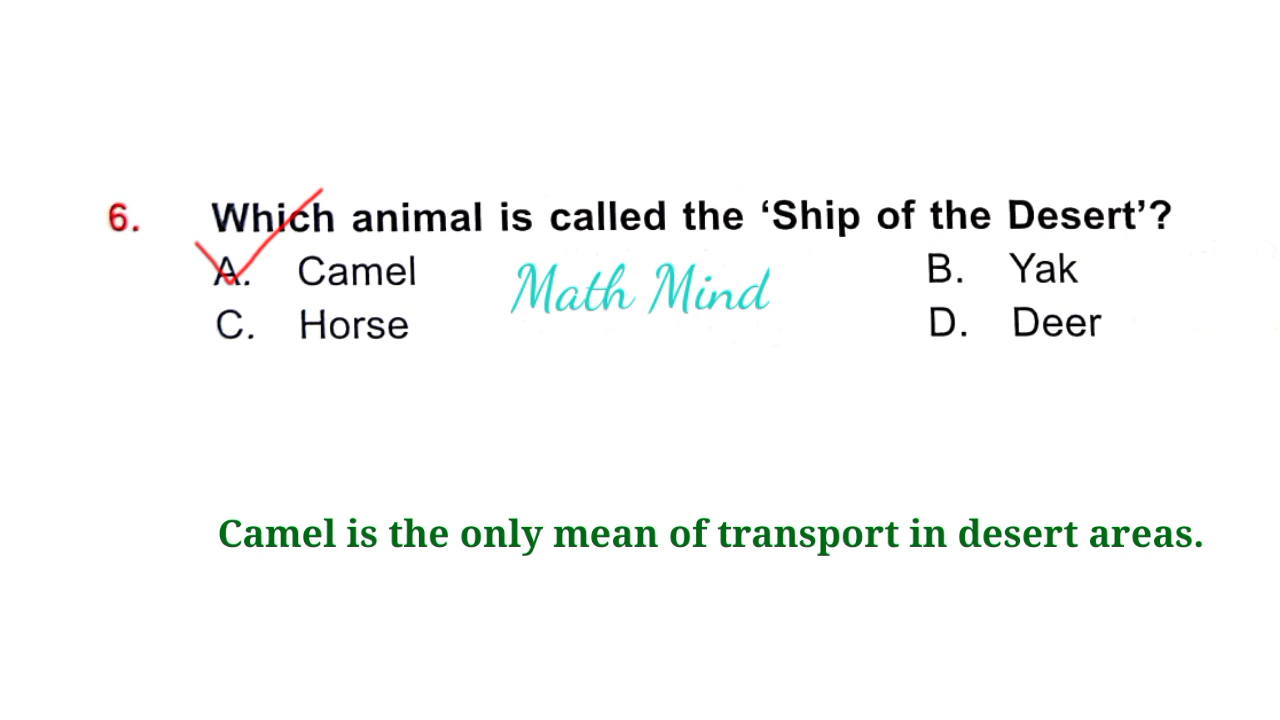 6. Which animal is called the ‘Ship of the Desert’?
A. Camel B. Yak
Math Mind
C. Horse D. Deer
Camel is the only mean of transport in desert areas.